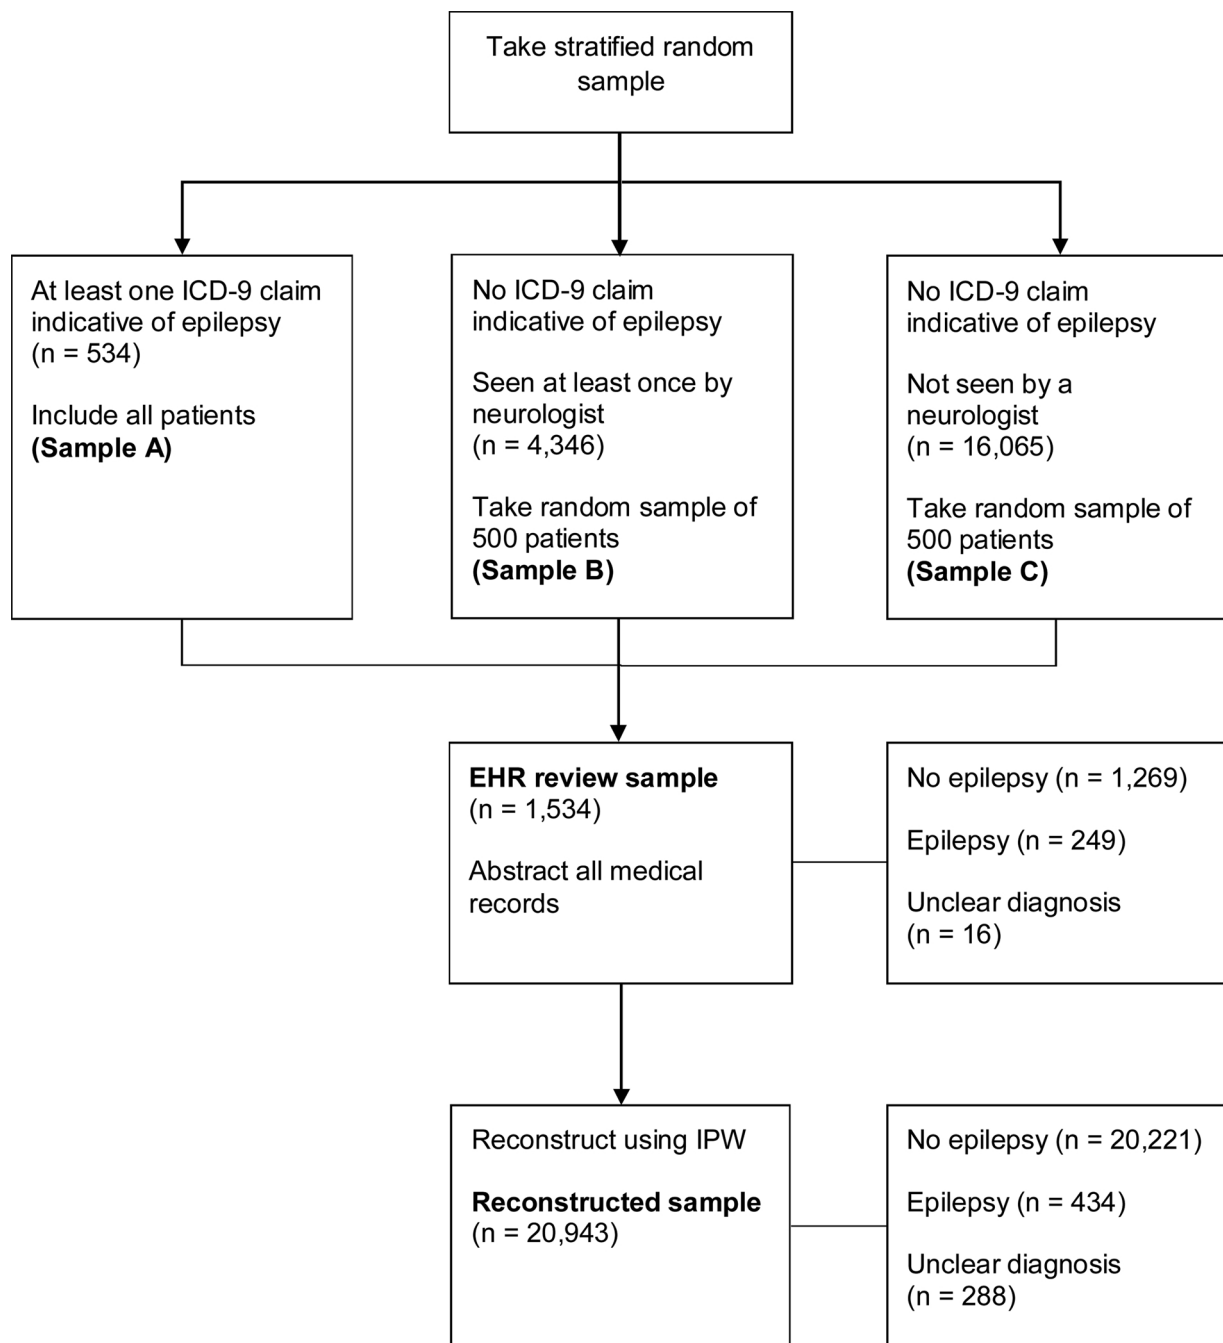 Take stratified random
sample
At least one ICD-9 claim
indicative of epilepsy
(n = 534)
Include all patients
(Sample A)
No ICD-9 claim
indicative of epilepsy
Seen at least once by
neurologist
(n = 4,346)
Take random sample of
500 patients
(Sample B)
No ICD-9 claim
indicative of epilepsy
Not seen by a
neurologist
(n = 16,065)
Take random sample of
500 patients
(Sample C)
EHR review sample
(n = 1,534)
Abstract all medical
records
No epilepsy (n = 1,269)
Epilepsy (n = 249)
Unclear diagnosis
(n = 16)
Reconstruct using IPW
Reconstructed sample
(n = 20,943)
No epilepsy (n = 20,221)
Epilepsy (n = 434)
Unclear diagnosis
(n = 288)